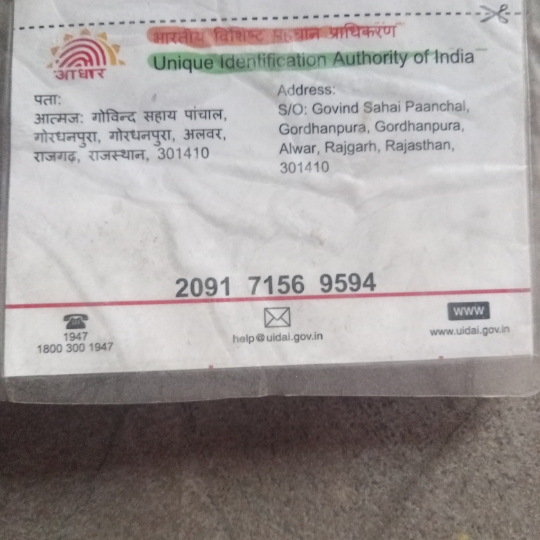 भारतीय विशिष्ट पहचान प्राधिकरण
Unique Identification Authority of India
आधार
पता:
आत्मज: गोविन्द सहाय पांचाल,
गोरधनपुरा, गोरधनपुरा, अलवर,
राजगढ़, राजस्थान, 301410
Address:
S/O: Govind Sahai Paanchal,
Gordhanpura, Gordhanpura,
Alwar, Rajgarh, Rajasthan,
301410
2091 7156 9594
1947
1800 300 1947
help@uidai.gov.in
WWW
www.uidai.gov.in